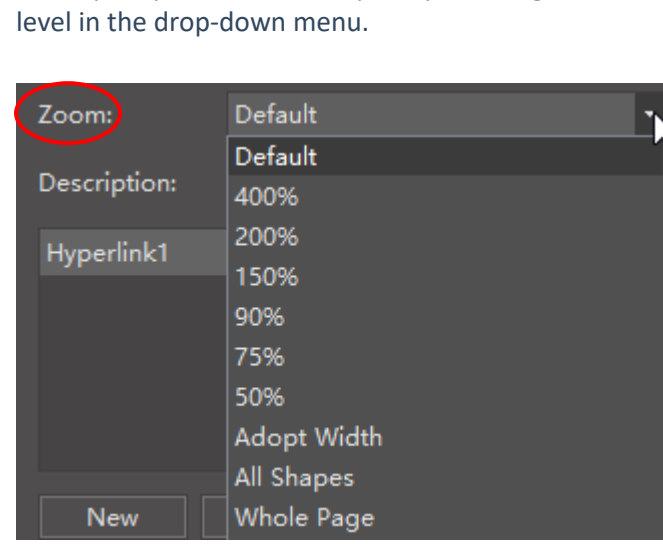 level in the drop-down menu.
Zoom: Default
Default
Description:
400%
200%
Hyperlink1
150%
90%
75%
50%
Adopt Width
All Shapes
New
Whole Page